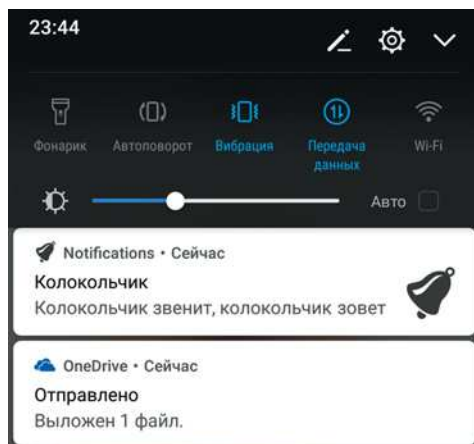 23:44
Фонарик Автоповорот Вибрация Передача данных Wi-Fi
Авто
Notifications • Сейчас
Колокольчик
Колокольчик звенит, колокольчик зовет
OneDrive • Сейчас
Отправлено
Выложен 1 файл.